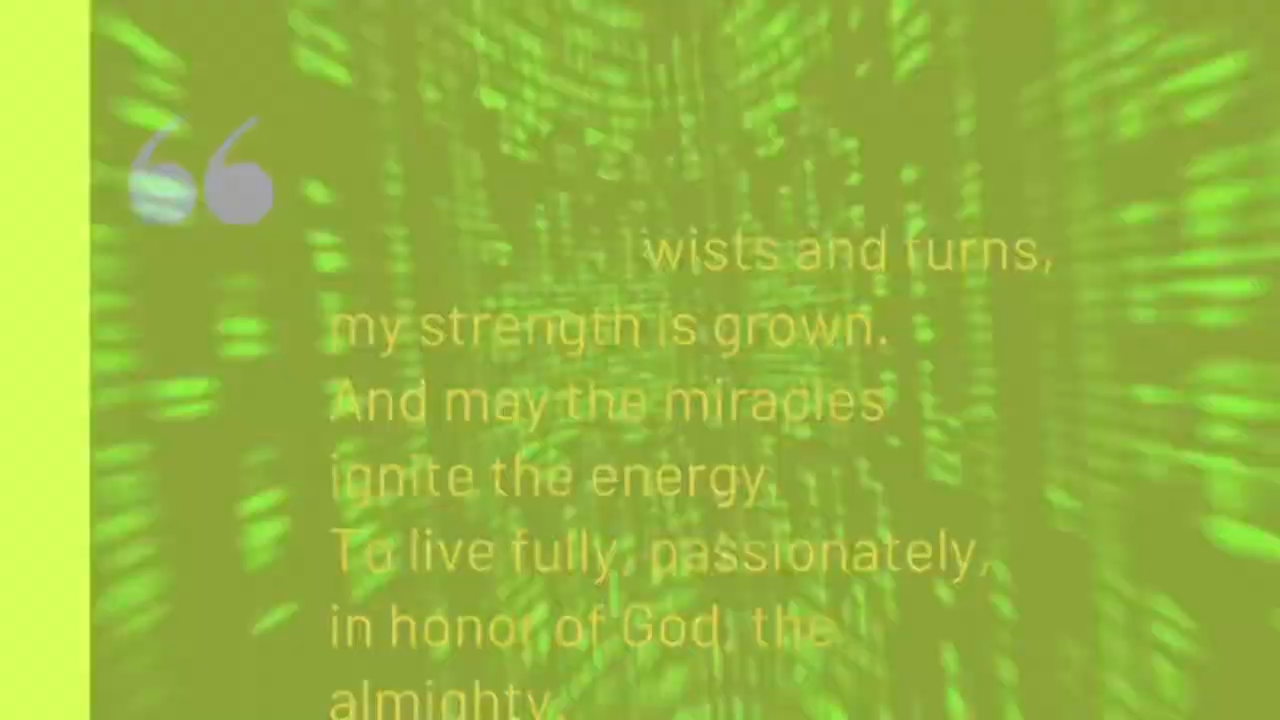 “
wists and turns,
my strength is grown.
And may the miracles
ignite the energy.
To live fully, passionately,
in honor of God, the
almighty.